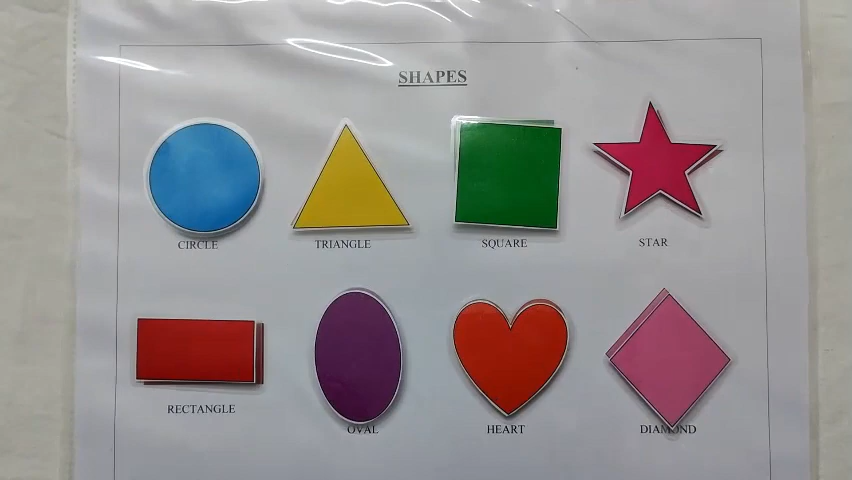 SHAPES
CIRCLE TRIANGLE SQUARE STAR
RECTANGLE OVAL HEART DIAMOND